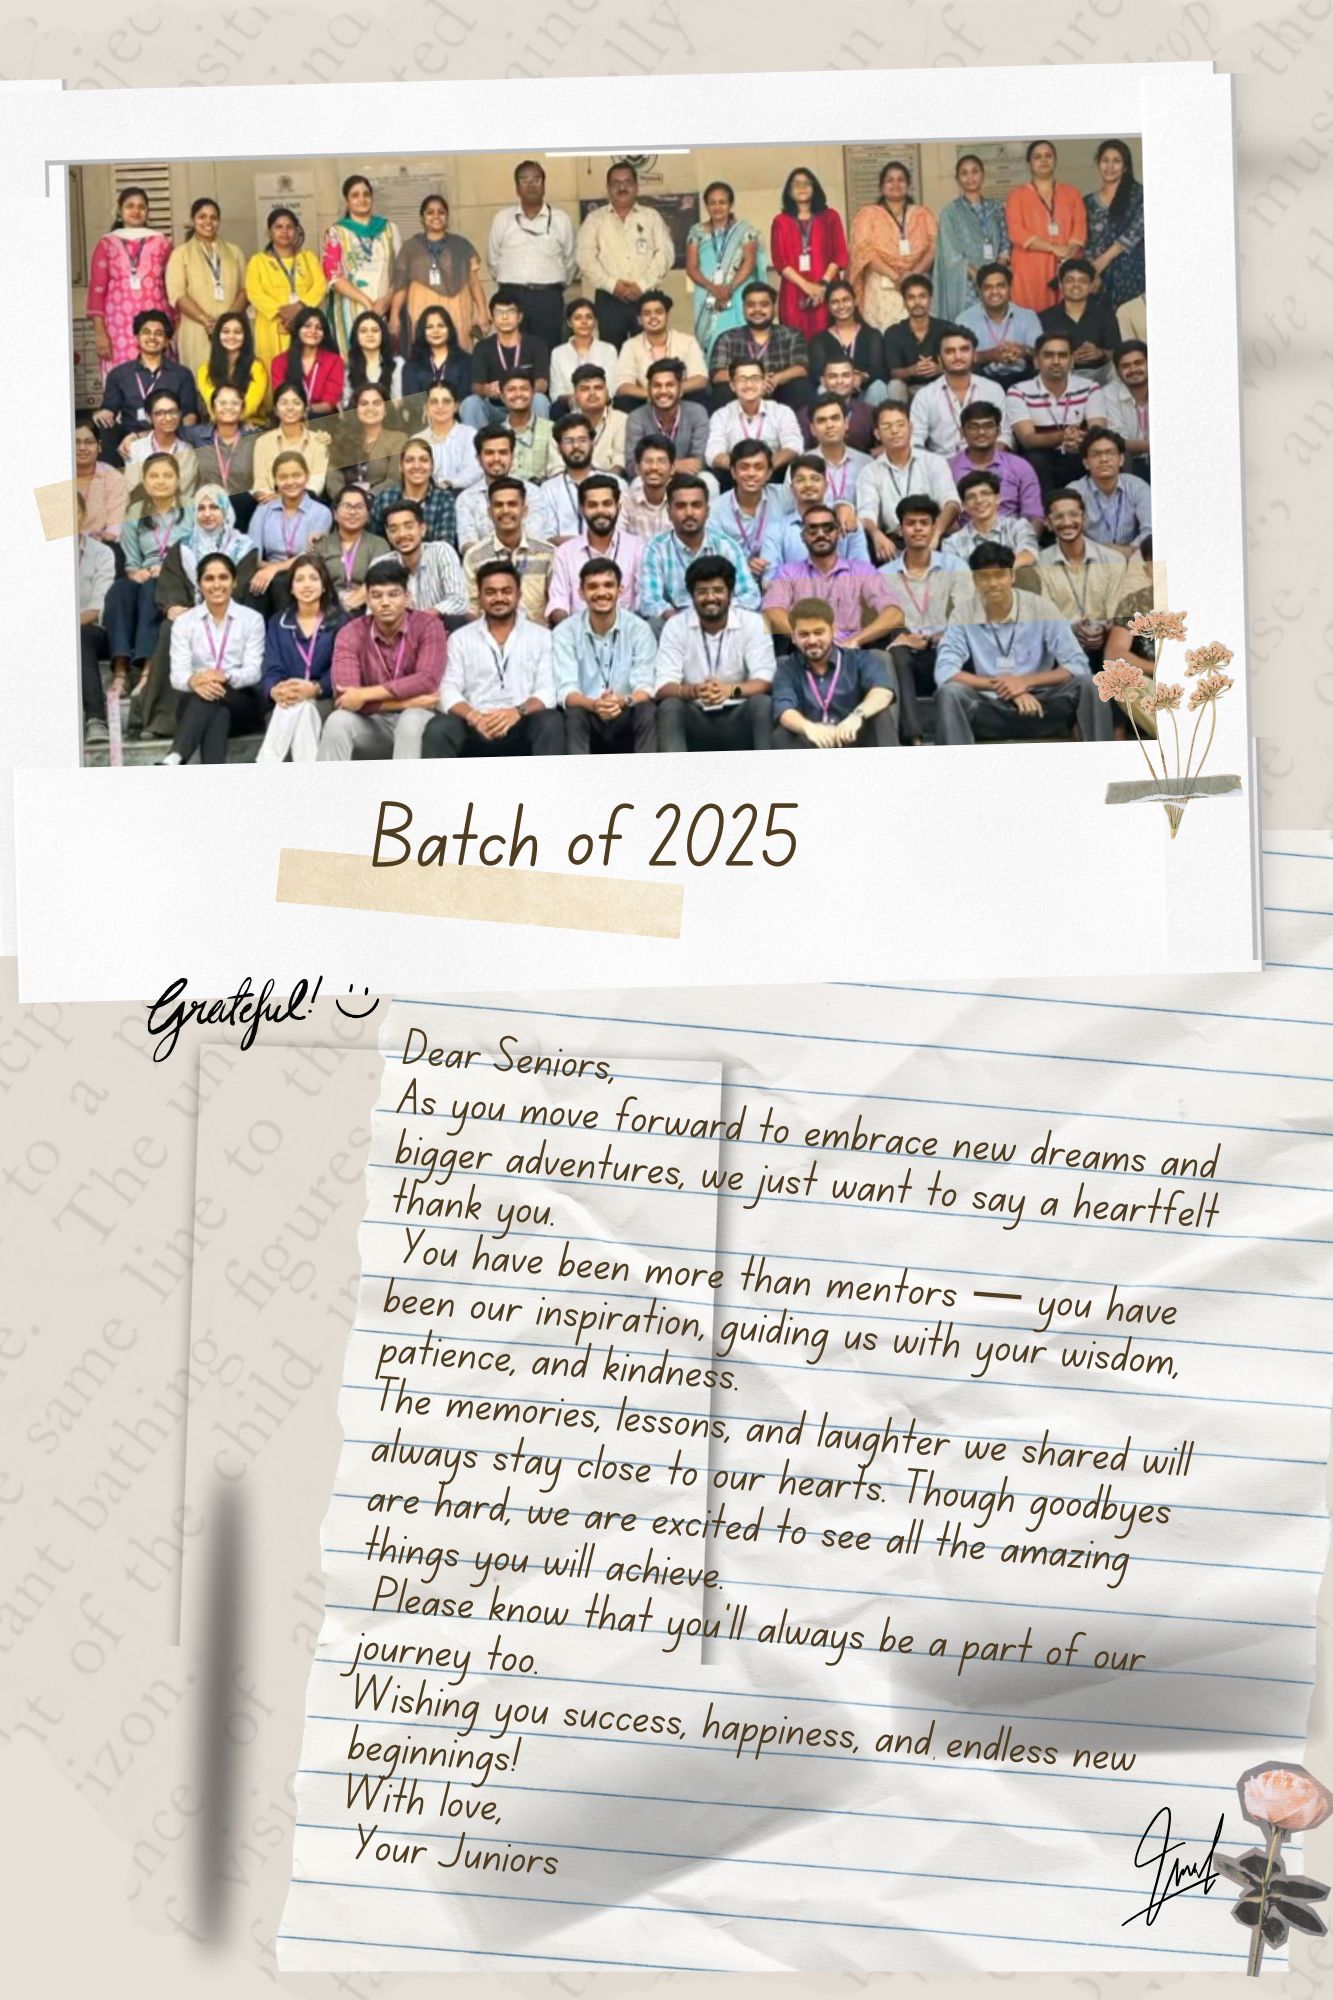 Batch of 2025
Grateful!
Dear Seniors,
As you move forward to embrace new dreams and
bigger adventures, we just want to say a heartfelt
thank you.
You have been more than mentors — you have
been our inspiration, guiding us with your wisdom,
patience, and kindness.
The memories, lessons, and laughter we shared will
always stay close to our hearts. Though goodbyes
are hard, we are excited to see all the amazing
things you will achieve.
Please know that you'll always be a part of our
journey too.
Wishing you success, happiness, and endless new
beginnings!
With love,
Your Juniors